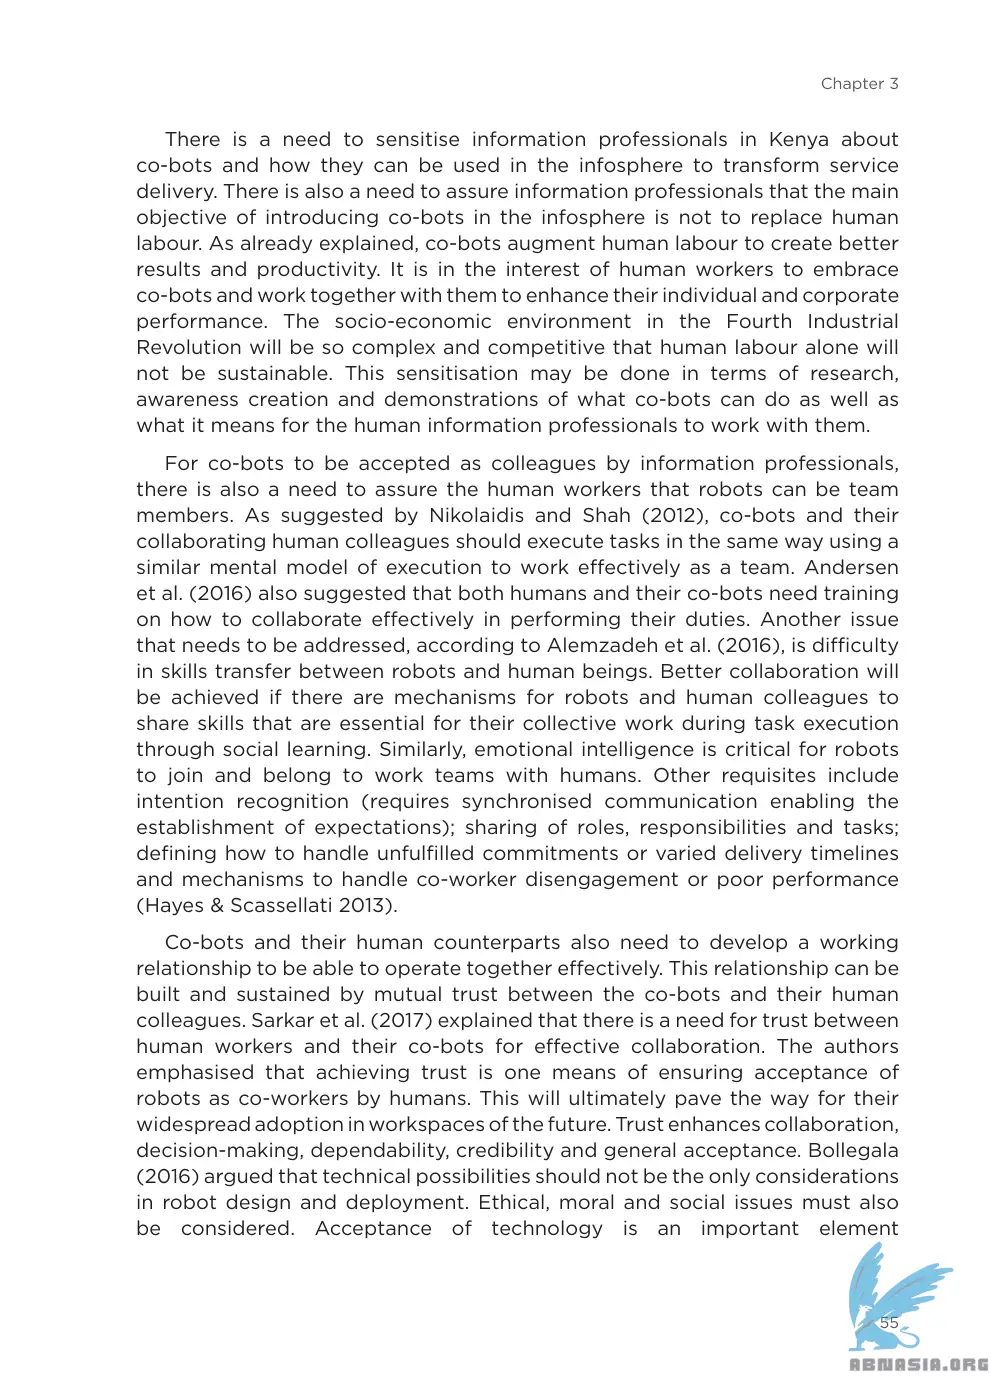 Chapter 3
There is a need to sensitise information professionals in Kenya about
co-bots and how they can be used in the infosphere to transform service
delivery. There is also a need to assure information professionals that the main
objective of introducing co-bots in the infosphere is not to replace human
labour. As already explained, co-bots augment human labour to create better
results and productivity. It is in the interest of human workers to embrace
co-bots and work together with them to enhance their individual and corporate
performance. The socio-economic environment in the Fourth Industrial
Revolution will be so complex and competitive that human labour alone will
not be sustainable. This sensitisation may be done in terms of research,
awareness creation and demonstrations of what co-bots can do as well as
what it means for the human information professionals to work with them.
For co-bots to be accepted as colleagues by information professionals,
there is also a need to assure the human workers that robots can be team
members. As suggested by Nikolaidis and Shah (2012), co-bots and their
collaborating human colleagues should execute tasks in the same way using a
similar mental model of execution to work effectively as a team. Andersen
et al. (2016) also suggested that both humans and their co-bots need training
on how to collaborate effectively in performing their duties. Another issue
that needs to be addressed, according to Alemzadeh et al. (2016), is difficulty
in skills transfer between robots and human beings. Better collaboration will
be achieved if there are mechanisms for robots and human colleagues to
share skills that are essential for their collective work during task execution
through social learning. Similarly, emotional intelligence is critical for robots
to join and belong to work teams with humans. Other requisites include
intention recognition (requires synchronised communication enabling the
establishment of expectations); sharing of roles, responsibilities and tasks;
defining how to handle unfulfilled commitments or varied delivery timelines
and mechanisms to handle co-worker disengagement or poor performance
(Hayes & Scassellati 2013).
Co-bots and their human counterparts also need to develop a working
relationship to be able to operate together effectively. This relationship can be
built and sustained by mutual trust between the co-bots and their human
colleagues. Sarkar et al. (2017) explained that there is a need for trust between
human workers and their co-bots for effective collaboration. The authors
emphasised that achieving trust is one means of ensuring acceptance of
robots as co-workers by humans. This will ultimately pave the way for their
widespread adoption in workspaces of the future. Trust enhances collaboration,
decision-making, dependability, credibility and general acceptance. Bollegala
(2016) argued that technical possibilities should not be the only considerations
in robot design and deployment. Ethical, moral and social issues must also
be considered. Acceptance of technology is an important element
55
ABNASIA.ORG